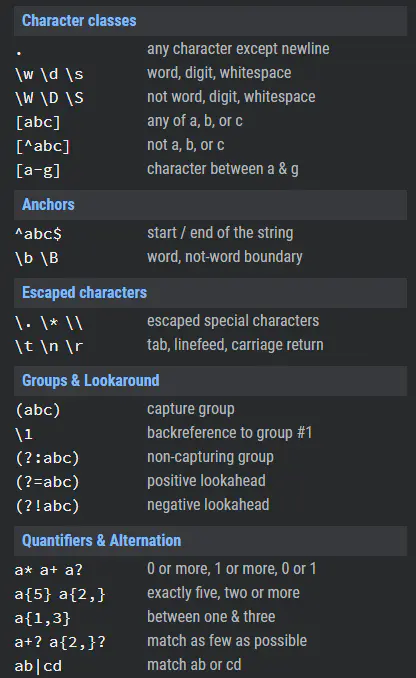 Character classes
. any character except newline
\w \d \s word, digit, whitespace
\W \D \S not word, digit, whitespace
[abc] any of a, b, or c
[^abc] not a, b, or c
[a-g] character between a & g
Anchors
^abc$ start / end of the string
\b \B word, not-word boundary
Escaped characters
\. \* \\ escaped special characters
\t \n \r tab, linefeed, carriage return
Groups & Lookaround
(abc) capture group
\1 backreference to group #1
(?:abc) non-capturing group
(?=abc) positive lookahead
(?!abc) negative lookahead
Quantifiers & Alternation
a* a+ a? 0 or more, 1 or more, 0 or 1
a{5} a{2,} exactly five, two or more
a{1,3} between one & three
a+? a{2,}? match as few as possible
ab|cd match ab or cd